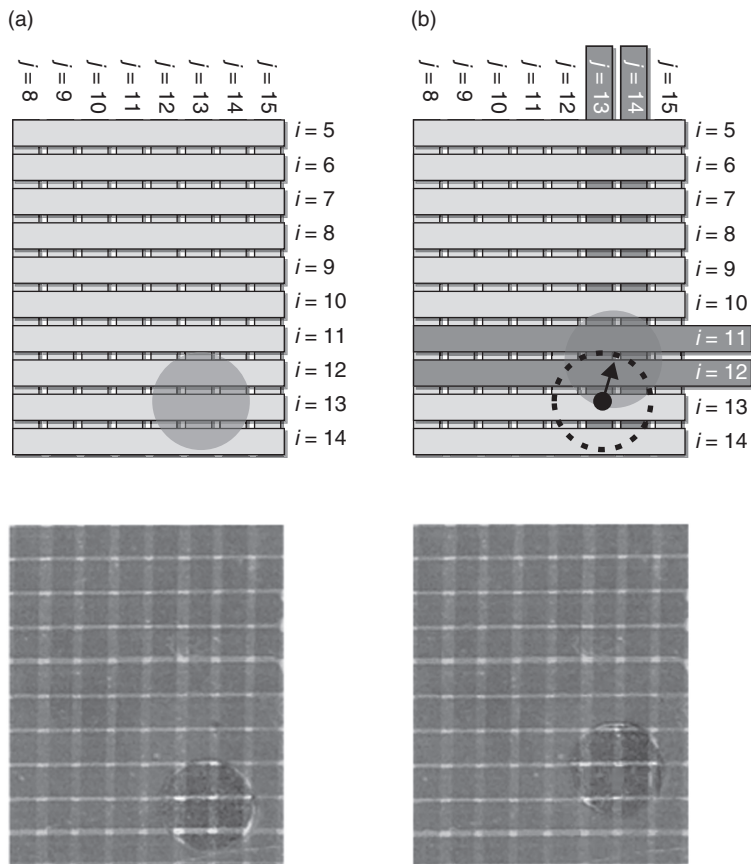 (a)
j = 8
j = 9
j = 10
j = 11
j = 12
j = 13
j = 14
j = 15
i = 5
i = 6
i = 7
i = 8
i = 9
i = 10
i = 11
i = 12
i = 13
i = 14
(b)
j = 8
j = 9
j = 10
j = 11
j = 12
j = 13
j = 14
j = 15
i = 5
i = 6
i = 7
i = 8
i = 9
i = 10
i = 11
i = 12
i = 13
i = 14